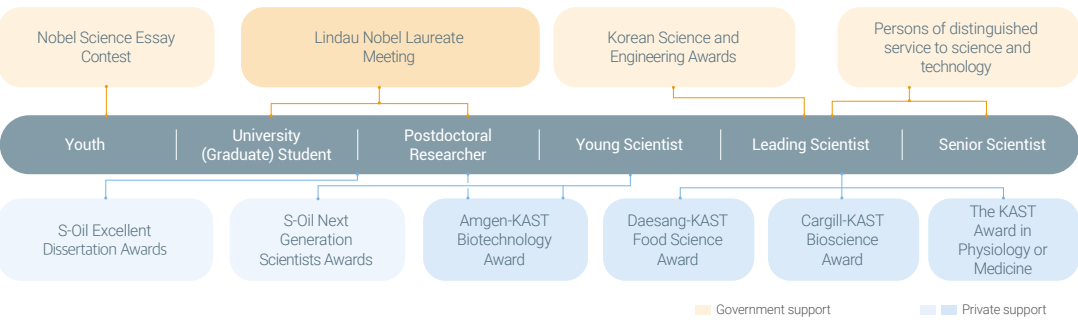 Nobel Science Essay
Contest
Lindau Nobel Laureate
Meeting
Korean Science and
Engineering Awards
Persons of distinguished
service to science and
technology
Youth
University
(Graduate) Student
Postdoctoral
Researcher
Young Scientist
Leading Scientist
Senior Scientist
S-Oil Excellent
Dissertation Awards
S-Oil Next
Generation
Scientists Awards
Amgen-KAST
Biotechnology
Award
Daesang-KAST
Food Science
Award
Cargill-KAST
Bioscience
Award
The KAST
Award in
Physiology or
Medicine
Government support
Private support